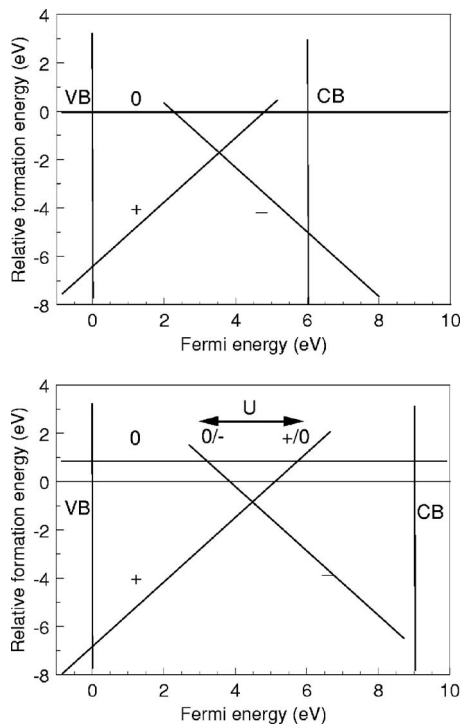 4
VB 0 CB
2
0
-2
-4
-6
-8
+ –
Relative formation energy (eV)
0 2 4 6 8 10
Fermi energy (eV)
4
U
0 0/- +/0
2
0
VB CB
-2
-4
+ –
-6
-8
Relative formation energy (eV)
0 2 4 6 8 10
Fermi energy (eV)